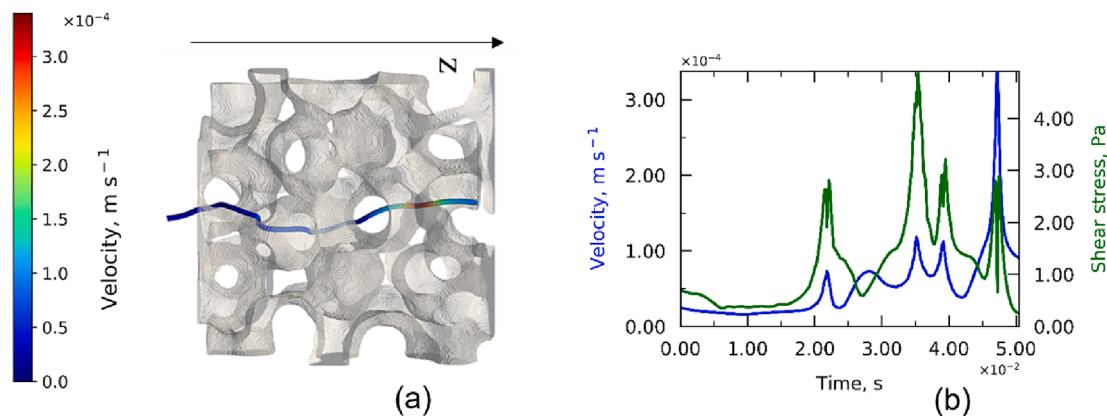 ×10⁻⁴
3.0
2.5
2.0
1.5
1.0
0.5
0.0
Velocity, m s⁻¹
z
(a)
×10⁻⁴
3.00
2.00
1.00
0.00
Velocity, m s⁻¹
4.00
3.00
2.00
1.00
0.00
Shear stress, Pa
0.00 1.00 2.00 3.00 4.00 5.00
×10⁻²
Time, s
(b)